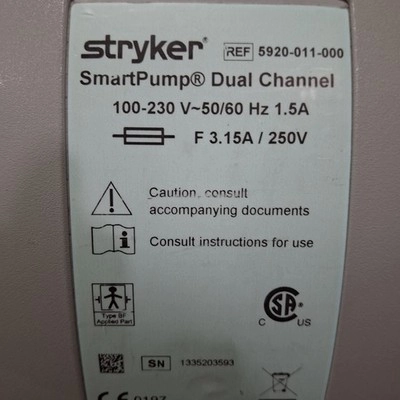 stryker® REF 5920-011-000
SmartPump® Dual Channel
100-230 V~50/60 Hz 1.5A
F 3.15A / 250V
Caution, consult
accompanying documents
Consult instructions for use
Type BF
Applied Part
CSA®
C US
SN 1335203593